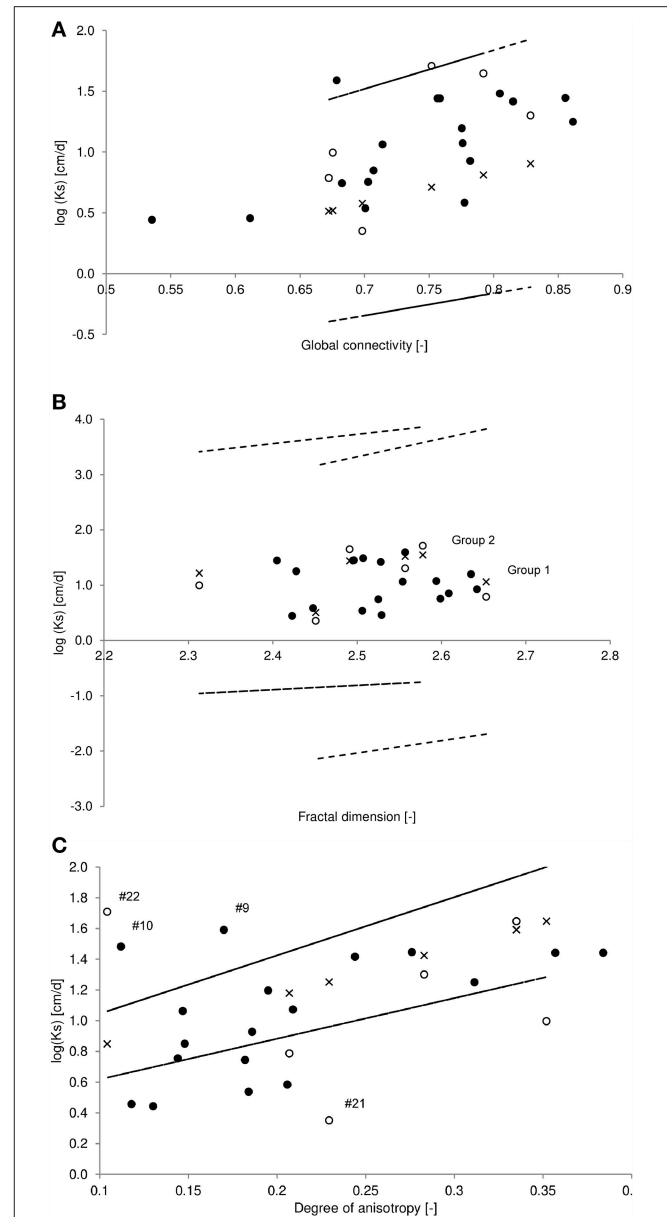 A
2.0
1.5
1.0
0.5
0.0
-0.5
log (Ks) [cm/d]
0.5 0.55 0.6 0.65 0.7 0.75 0.8 0.85 0.9
Global connectivity [-]
B
4.0
3.0
2.0
1.0
0.0
-1.0
-2.0
-3.0
log (Ks) [cm/d]
Group 2
Group 1
2.2 2.3 2.4 2.5 2.6 2.7 2.8
Fractal dimension [-]
C
2.0
1.8
1.6
1.4
1.2
1.0
0.8
0.6
0.4
0.2
0.0
log(Ks) [cm/d]
#22
#10
#9
#21
0.1 0.15 0.2 0.25 0.3 0.35 0.
Degree of anisotropy [-]